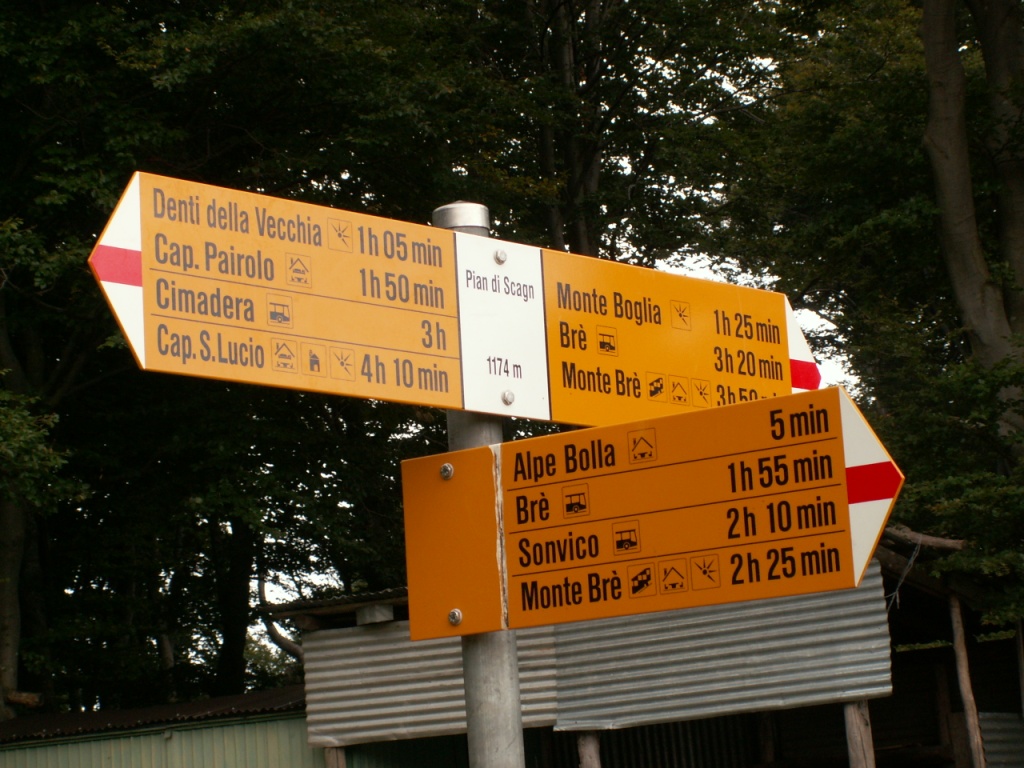 Denti della Vecchia 1h 05 min
Cap. Pairolo 1h 50 min
Cimadera 3h
Cap. S. Lucio 4h 10 min
Pian di Scagn
1174 m
Monte Boglia 1h 25 min
Brè 3h 20 min
Monte Brè
Alpe Bolla 5 min
Brè 1h 55 min
Sonvico 2h 10 min
Monte Brè 2h 25 min